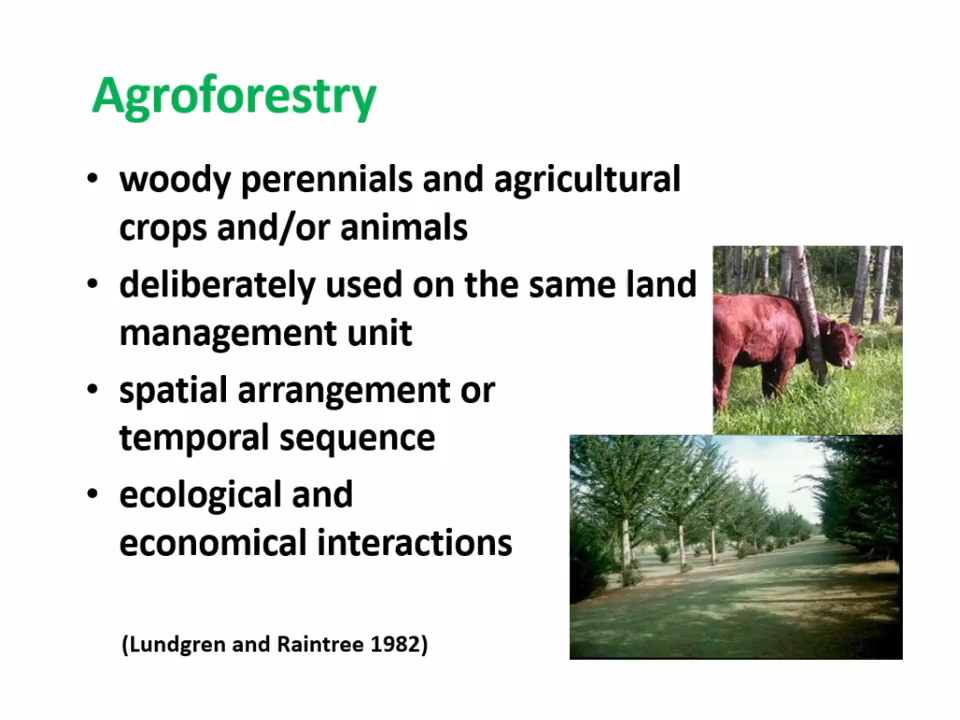 Agroforestry
• woody perennials and agricultural
crops and/or animals
• deliberately used on the same land
management unit
• spatial arrangement or
temporal sequence
• ecological and
economical interactions
(Lundgren and Raintree 1982)